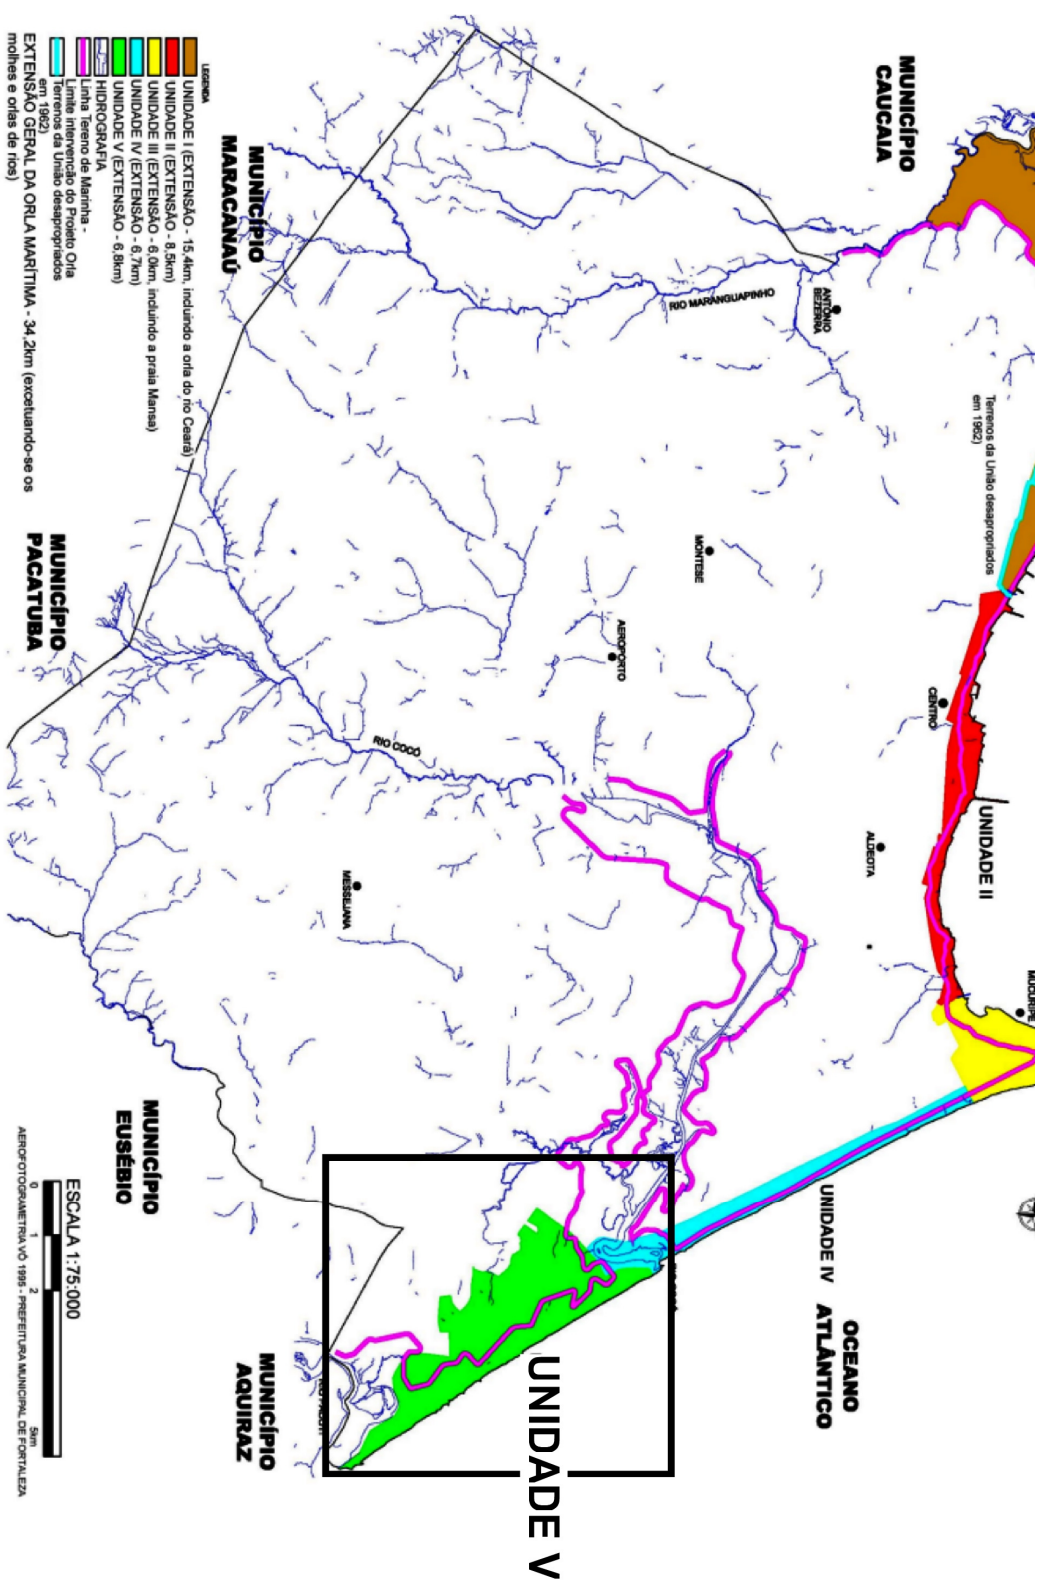 MUNICÍPIO
CAUCAIA
Terrenos da União desapropriados
em 1962)
UNIDADE II
MUCURIPE
UNIDADE IV
OCEANO
ATLÂNTICO
ANTÔNIO
BEZERRA
RIO MARANGUAPINHO
MONTESE
CENTRO
ALDEOTA
AEROPORTO
RIO COCÓ
MESSEJANA
UNIDADE V
MUNICÍPIO
MARACANAÚ
MUNICÍPIO
PACATUBA
MUNICÍPIO
EUSÉBIO
MUNICÍPIO
AQUIRAZ
LEGENDA
UNIDADE I (EXTENSÃO - 15,4km, incluindo a orla do rio Ceará)
UNIDADE II (EXTENSÃO - 8,5km)
UNIDADE III (EXTENSÃO - 6,0km, incluindo a praia Mansa)
UNIDADE IV (EXTENSÃO - 6,7km)
UNIDADE V (EXTENSÃO - 6,8km)
HIDROGRAFIA
Linha Tereno de Marinha -
Limite intervenção do Projeto Orla
Terrenos da União desapropriados
em 1962)
EXTENSÃO GERAL DA ORLA MARÍTIMA - 34,2km (excetuando-se os
molhes e orlas de rios)
ESCALA 1:75:000
0 1 2 5km
AEROFOTOGRAMETRIA VÔ 1995 - PREFEITURA MUNICIPAL DE FORTALEZA